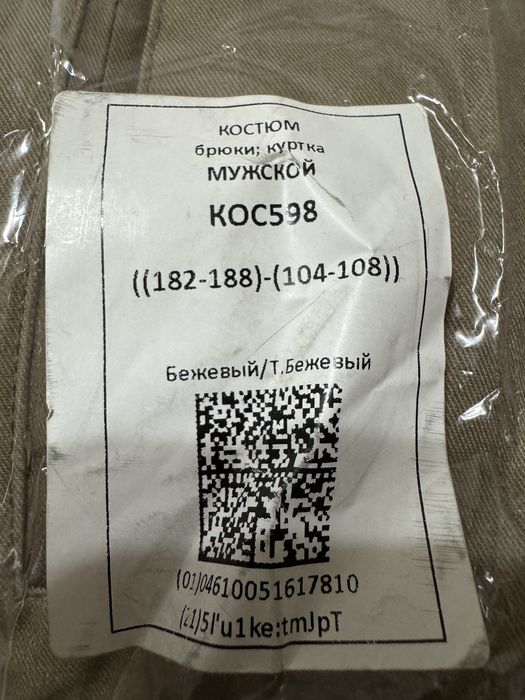 КОСТЮМ
брюки; куртка
МУЖСКОЙ
КОС598
((182-188)-(104-108))
Бежевый/Т.Бежевый
(01)04610051617810
(21)5I'u1ke:tmJpT